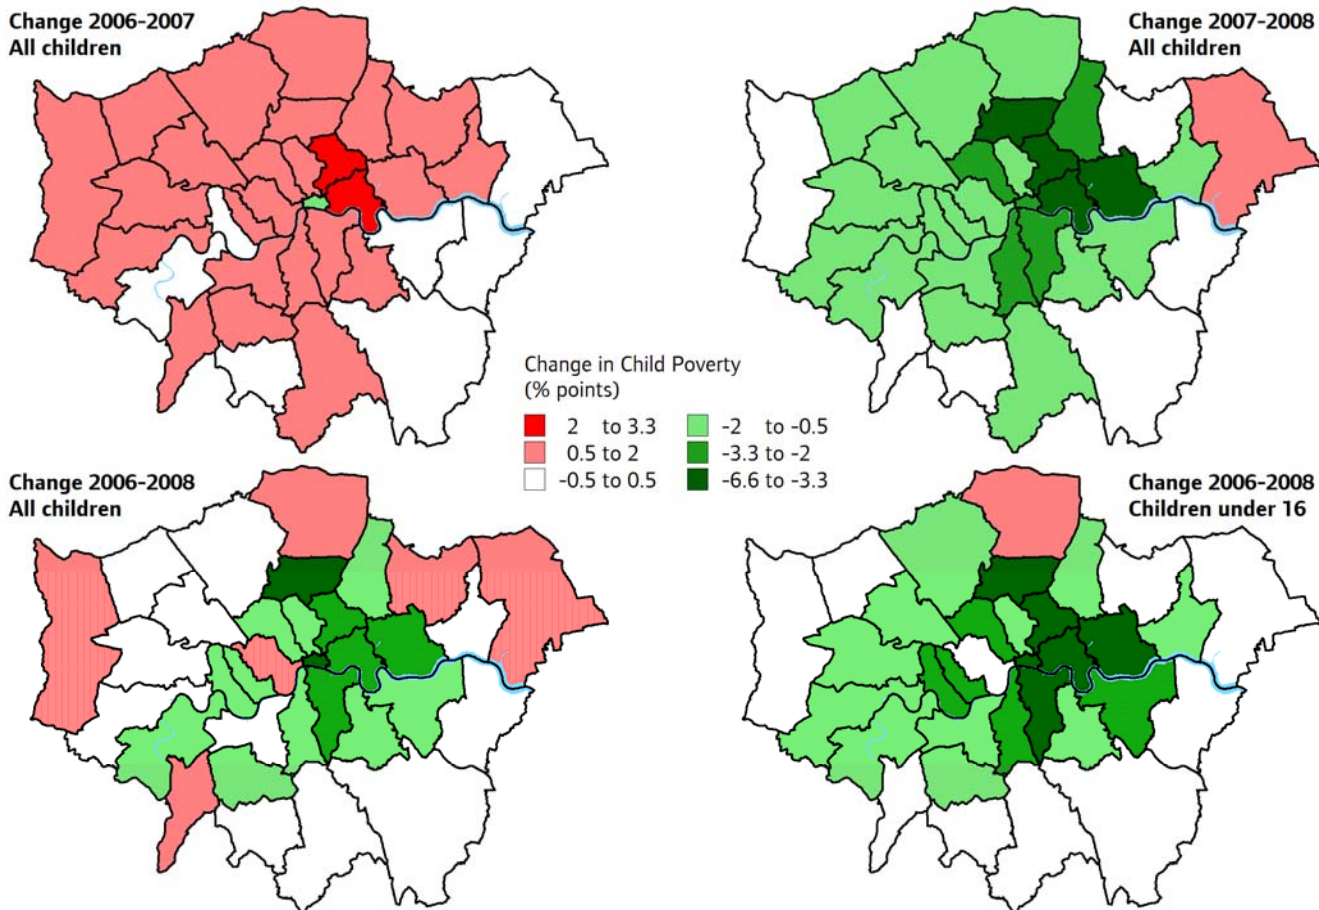 Change 2006-2007
All children
Change 2007-2008
All children
Change in Child Poverty
(% points)
2 to 3.3
0.5 to 2
-0.5 to 0.5
-2 to -0.5
-3.3 to -2
-6.6 to -3.3
Change 2006-2008
All children
Change 2006-2008
Children under 16